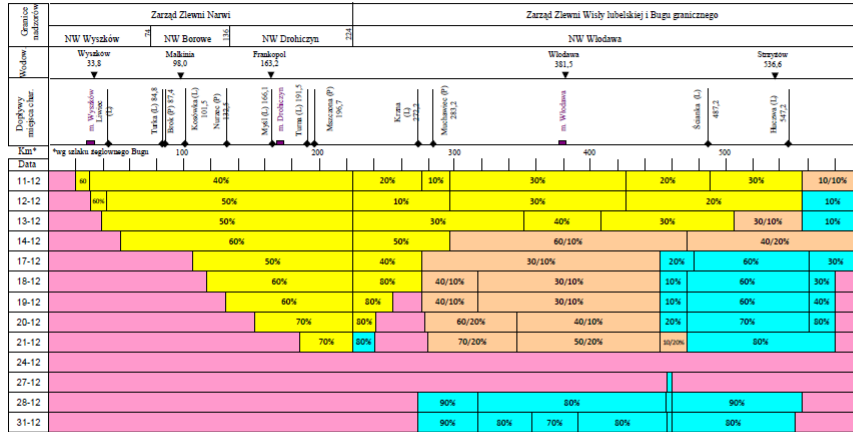 Granice nadzorów
Zarząd Zlewni Narwi
Zarząd Zlewni Wisły lubelskiej i Bugu granicznego
NW Wyszków
74
NW Borowe
136
NW Drohiczyn
224
NW Włodawa
Wodow.
Wyszków
33,8
Małkinia
98,0
Frankopol
163,2
Włodawa
381,5
Strzyżów
536,6
Dopływy
miejsca char.
m. Wyszków
Liwiec (L)
Turka (L) 84,8
Brok (P) 87,4
Kosówka (L)
101,5
Nurzec (P)
132,5
Myśl (L) 166,1
m. Drohiczyn
Turna (L) 191,5
Moczarna (P)
196,7
Krzna (L)
272,2
Muchawiec (P)
283,2
m. Włodawa
Ścianka (L)
487,2
Huczwa (L)
547,2
Km*
*wg szlaku żeglownego Bugu
100
200
300
400
500
Data
11-12
60
40%
20%
10%
30%
20%
30%
10/10%
12-12
60%
50%
10%
30%
20%
10%
13-12
50%
30%
40%
30%
30/10%
10%
14-12
60%
50%
60/10%
40/20%
17-12
50%
40%
30/10%
20%
60%
30%
18-12
60%
80%
40/10%
30/10%
10%
60%
30%
19-12
60%
80%
40/10%
30/10%
10%
60%
40%
20-12
70%
80%
60/20%
40/10%
20%
70%
80%
21-12
70%
80%
70/20%
50/20%
10/20%
80%
24-12
27-12
28-12
90%
80%
90%
31-12
90%
80%
70%
80%
80%